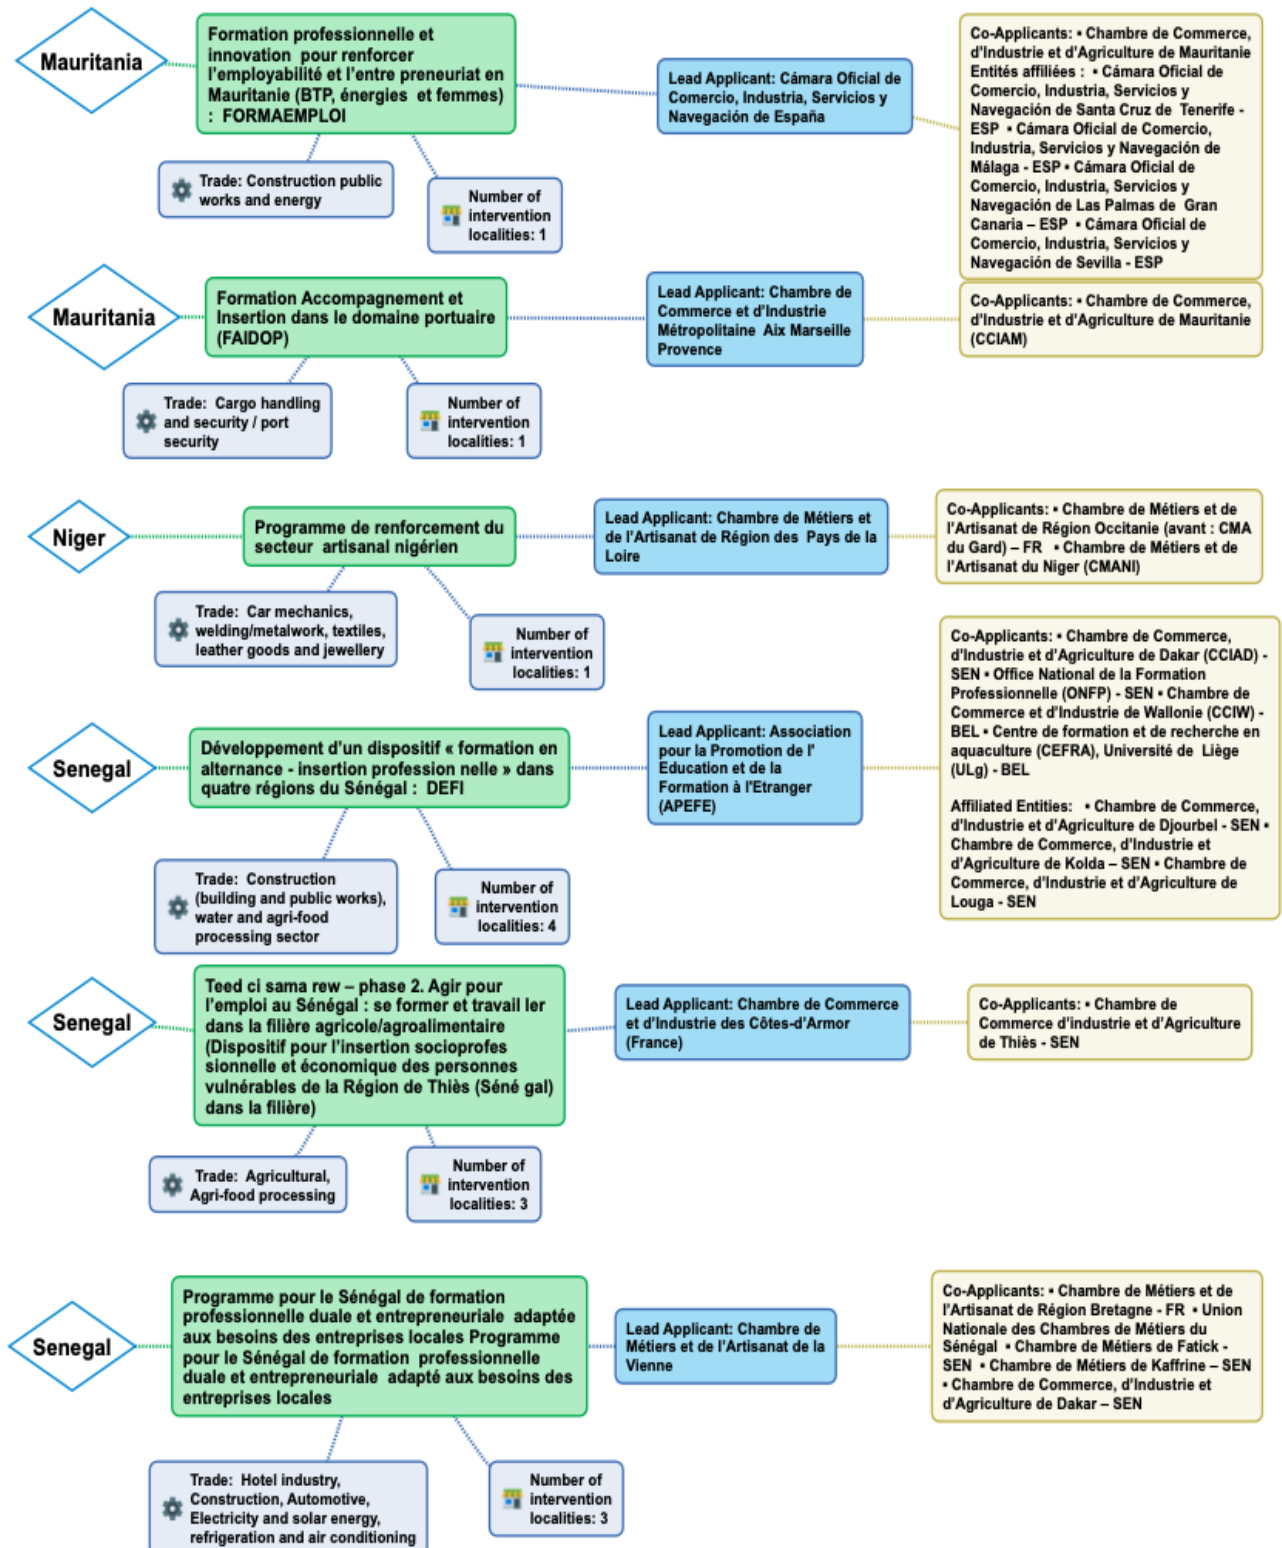 Mauritania
Formation professionnelle et
innovation pour renforcer
l'employabilité et l'entre preneuriat en
Mauritanie (BTP, énergies et femmes)
: FORMAEMPLOI
Trade: Construction public
works and energy
Number of
intervention
localities: 1
Lead Applicant: Cámara Oficial de
Comercio, Industria, Servicios y
Navegación de España
Co-Applicants: ▪ Chambre de Commerce,
d'Industrie et d'Agriculture de Mauritanie
Entités affiliées : ▪ Cámara Oficial de
Comercio, Industria, Servicios y
Navegación de Santa Cruz de Tenerife -
ESP ▪ Cámara Oficial de Comercio,
Industria, Servicios y Navegación de
Málaga - ESP ▪ Cámara Oficial de
Comercio, Industria, Servicios y
Navegación de Las Palmas de Gran
Canaria – ESP ▪ Cámara Oficial de
Comercio, Industria, Servicios y
Navegación de Sevilla - ESP
Mauritania
Formation Accompagnement et
Insertion dans le domaine portuaire
(FAIDOP)
Trade: Cargo handling
and security / port
security
Number of
intervention
localities: 1
Lead Applicant: Chambre de
Commerce et d'Industrie
Métropolitaine Aix Marseille
Provence
Co-Applicants: ▪ Chambre de Commerce,
d'Industrie et d'Agriculture de Mauritanie
(CCIAM)
Niger
Programme de renforcement du
secteur artisanal nigérien
Trade: Car mechanics,
welding/metalwork, textiles,
leather goods and jewellery
Number of
intervention
localities: 1
Lead Applicant: Chambre de Métiers et
de l'Artisanat de Région des Pays de la
Loire
Co-Applicants: ▪ Chambre de Métiers et de
l'Artisanat de Région Occitanie (avant : CMA
du Gard) – FR ▪ Chambre de Métiers et de
l'Artisanat du Niger (CMANI)
Senegal
Développement d'un dispositif « formation en
alternance - insertion profession nelle » dans
quatre régions du Sénégal : DEFI
Trade: Construction
(building and public works),
water and agri-food
processing sector
Number of
intervention
localities: 4
Lead Applicant: Association
pour la Promotion de l'
Education et de la
Formation à l'Etranger
(APEFE)
Co-Applicants: ▪ Chambre de Commerce,
d'Industrie et d'Agriculture de Dakar (CCIAD) -
SEN ▪ Office National de la Formation
Professionnelle (ONFP) - SEN ▪ Chambre de
Commerce et d'Industrie de Wallonie (CCIW) -
BEL ▪ Centre de formation et de recherche en
aquaculture (CEFRA), Université de Liège
(ULg) - BEL
Affiliated Entities: ▪ Chambre de Commerce,
d'Industrie et d'Agriculture de Djourbel - SEN ▪
Chambre de Commerce, d'Industrie et
d'Agriculture de Kolda – SEN ▪ Chambre de
Commerce, d'Industrie et d'Agriculture de
Louga - SEN
Senegal
Teed ci sama rew – phase 2. Agir pour
l'emploi au Sénégal : se former et travail ler
dans la filière agricole/agroalimentaire
(Dispositif pour l'insertion socioprofes
sionnelle et économique des personnes
vulnérables de la Région de Thiès (Séné gal)
dans la filière)
Trade: Agricultural,
Agri-food processing
Number of
intervention
localities: 3
Lead Applicant: Chambre de Commerce
et d'Industrie des Côtes-d'Armor
(France)
Co-Applicants: ▪ Chambre de
Commerce d'industrie et d'Agriculture
de Thiès - SEN
Senegal
Programme pour le Sénégal de formation
professionnelle duale et entrepreneuriale adaptée
aux besoins des entreprises locales Programme
pour le Sénégal de formation professionnelle
duale et entrepreneuriale adapté aux besoins des
entreprises locales
Trade: Hotel industry,
Construction, Automotive,
Electricity and solar energy,
refrigeration and air conditioning
Number of
intervention
localities: 3
Lead Applicant: Chambre de
Métiers et de l'Artisanat de la
Vienne
Co-Applicants: ▪ Chambre de Métiers et de
l'Artisanat de Région Bretagne - FR ▪ Union
Nationale des Chambres de Métiers du
Sénégal ▪ Chambre de Métiers de Fatick -
SEN ▪ Chambre de Métiers de Kaffrine – SEN
▪ Chambre de Commerce, d'Industrie et
d'Agriculture de Dakar – SEN